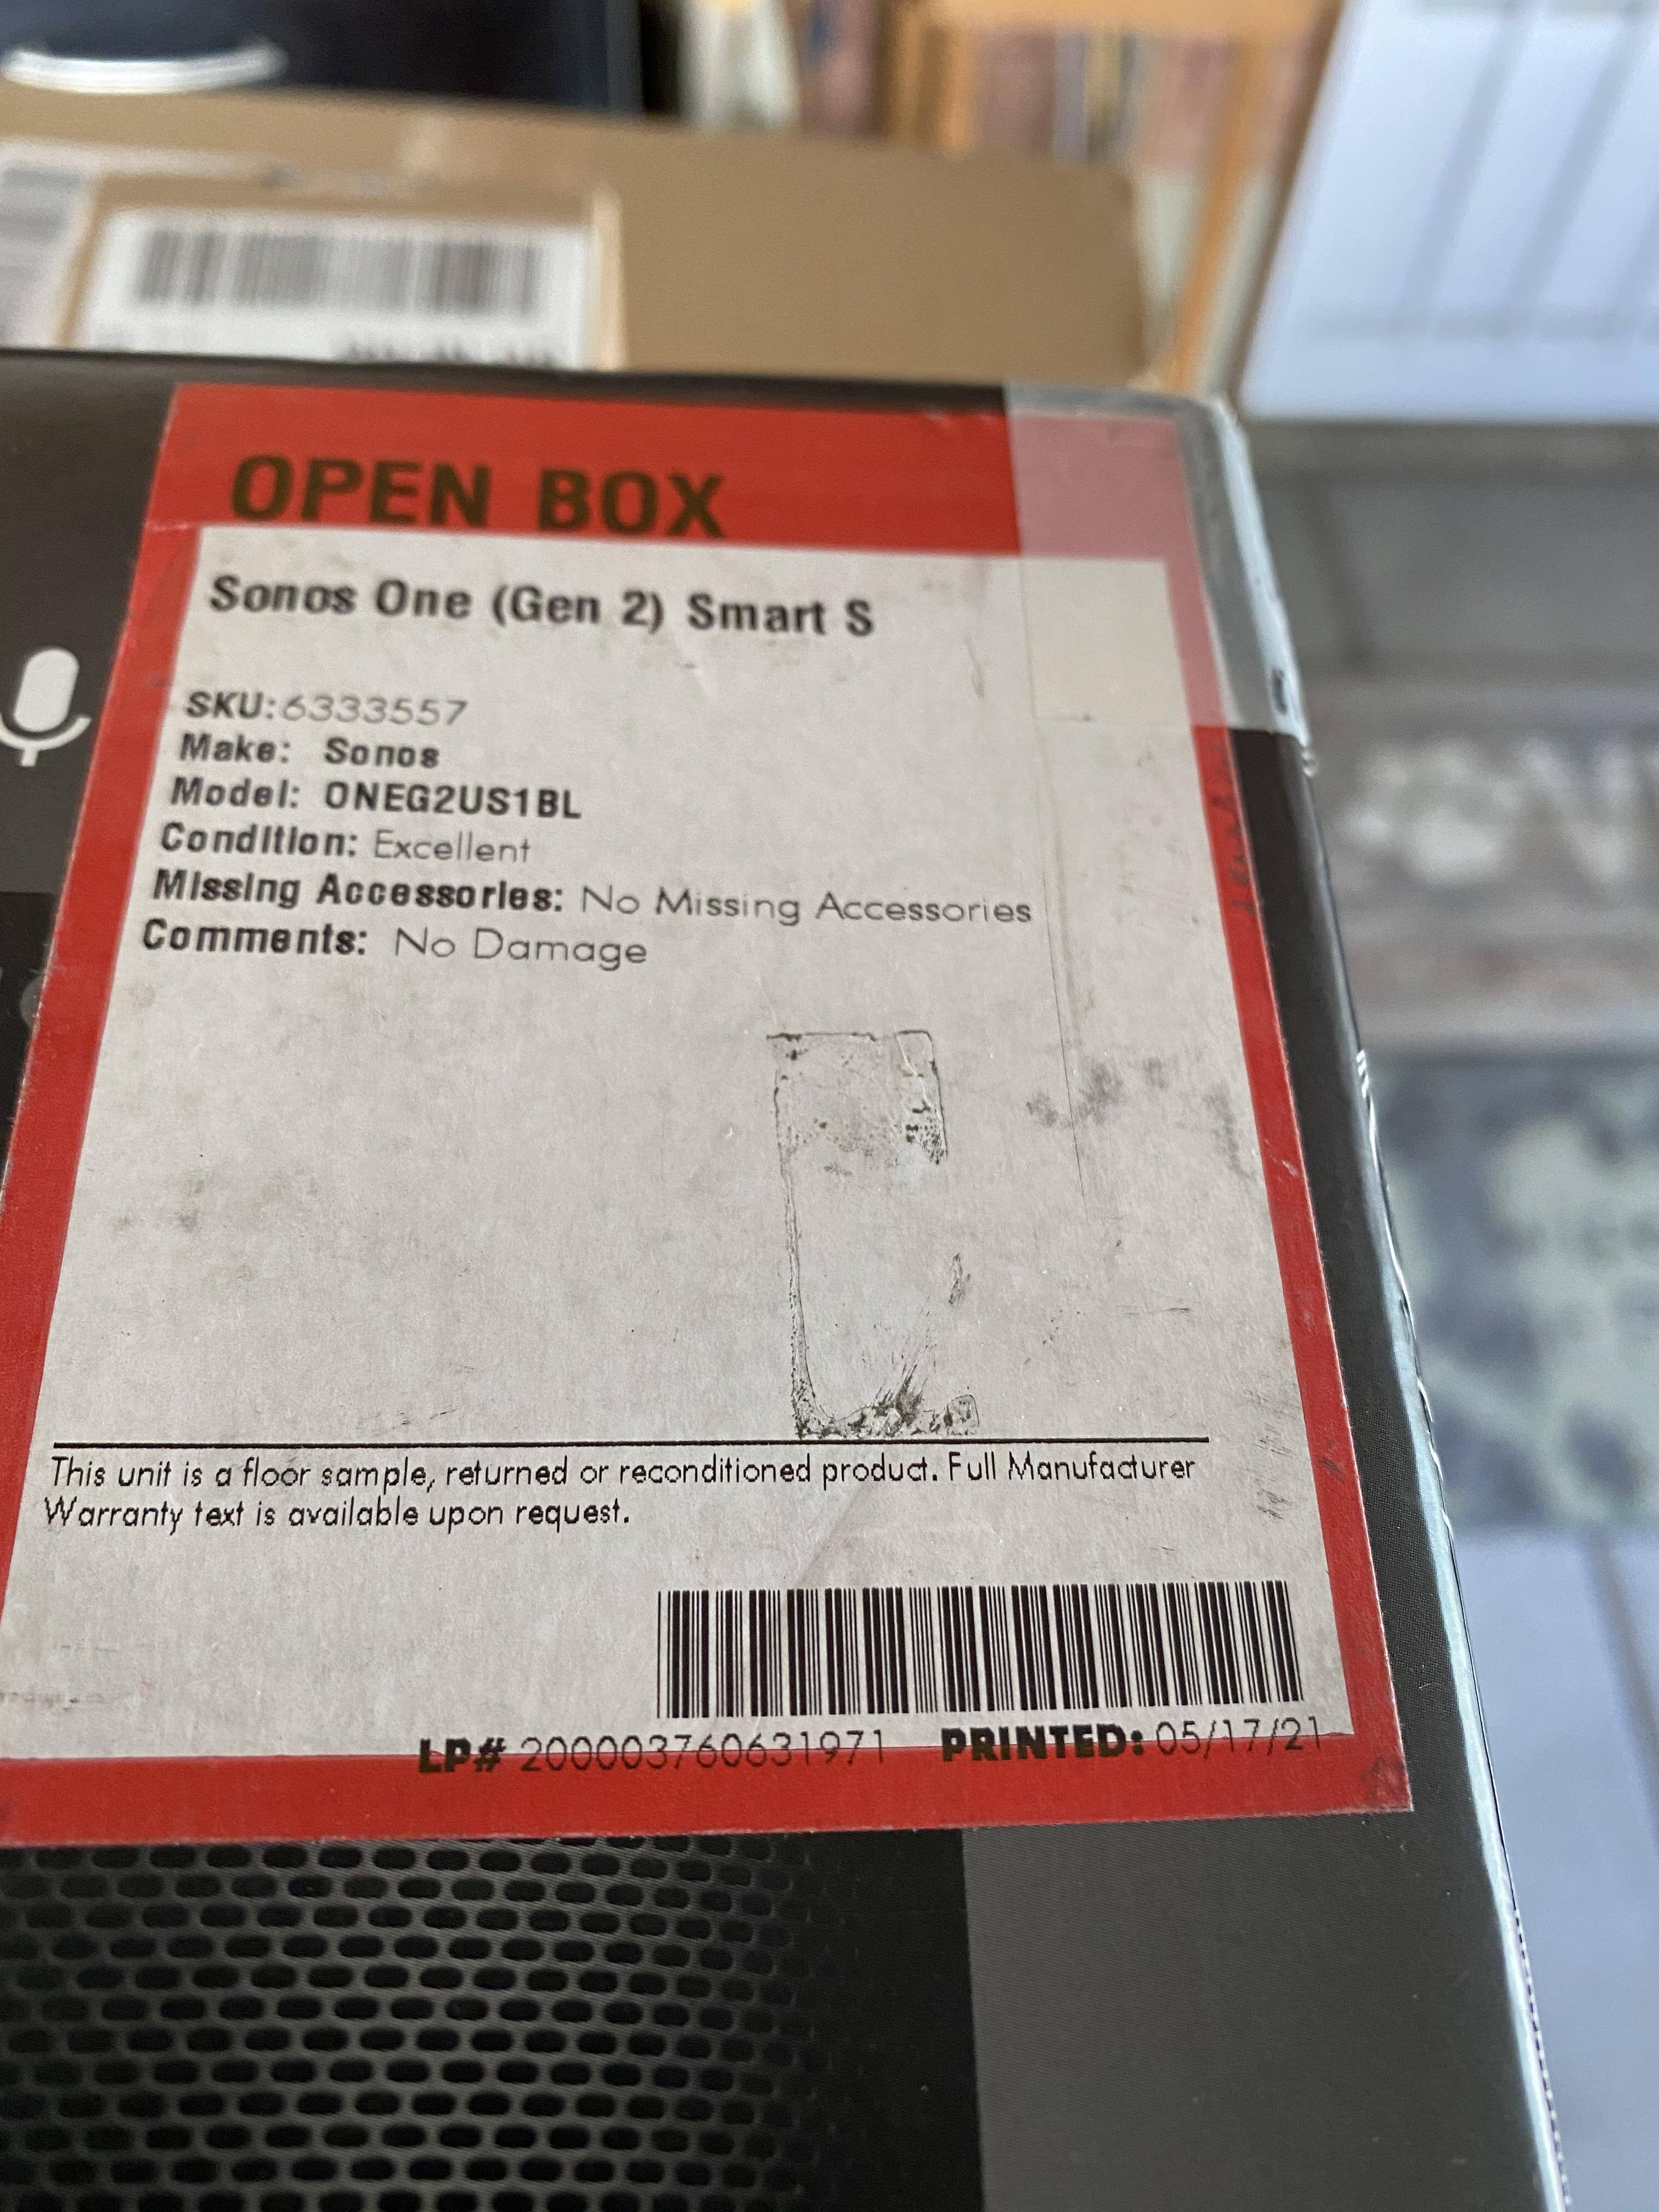 OPEN BOX
Sonos One (Gen 2) Smart S
SKU: 6333557
Make: Sonos
Model: ONEG2US1BL
Condition: Excellent
Missing Accessories: No Missing Accessories
Comments: No Damage
This unit is a floor sample, returned or reconditioned product. Full Manufacturer
Warranty text is available upon request.
LP# 200003760631971 PRINTED: 05/17/21